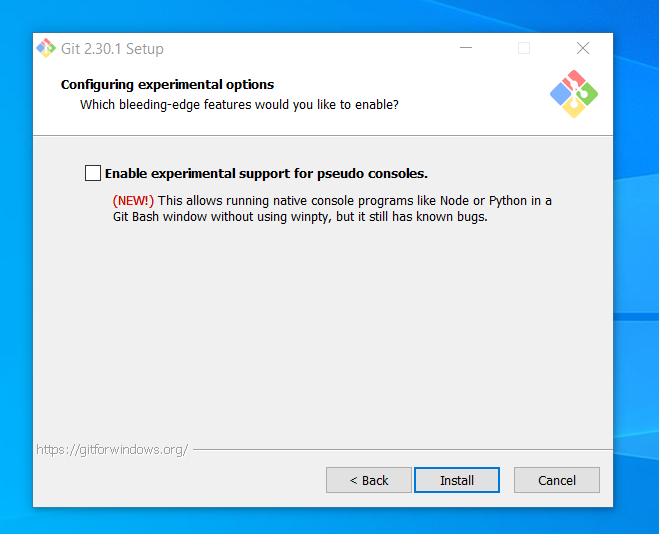 Git 2.30.1 Setup
Configuring experimental options
Which bleeding-edge features would you like to enable?
Enable experimental support for pseudo consoles.
(NEW!) This allows running native console programs like Node or Python in a
Git Bash window without using winpty, but it still has known bugs.
https://gitforwindows.org/
< Back
Install
Cancel